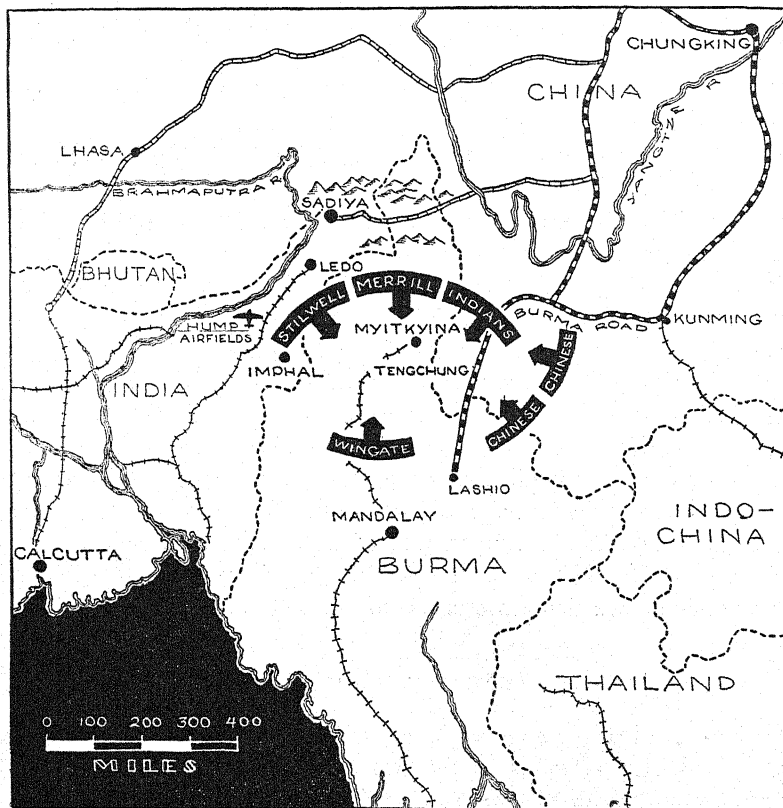 CHUNGKING
CHINA
YANGTZE R
LHASA
BRAHMAPUTRA R
SADIYA
BHUTAN
LEDO
STILWELL
MERRILL
INDIANS
HUMP
AIRFIELDS
BURMA ROAD
KUNMING
MYITKYINA
IMPHAL
TENGCHUNG
CHINESE
CHINESE
INDIA
WINGATE
LASHIO
MANDALAY
INDO-
CHINA
CALCUTTA
BURMA
THAILAND
0 100 200 300 400
MILES